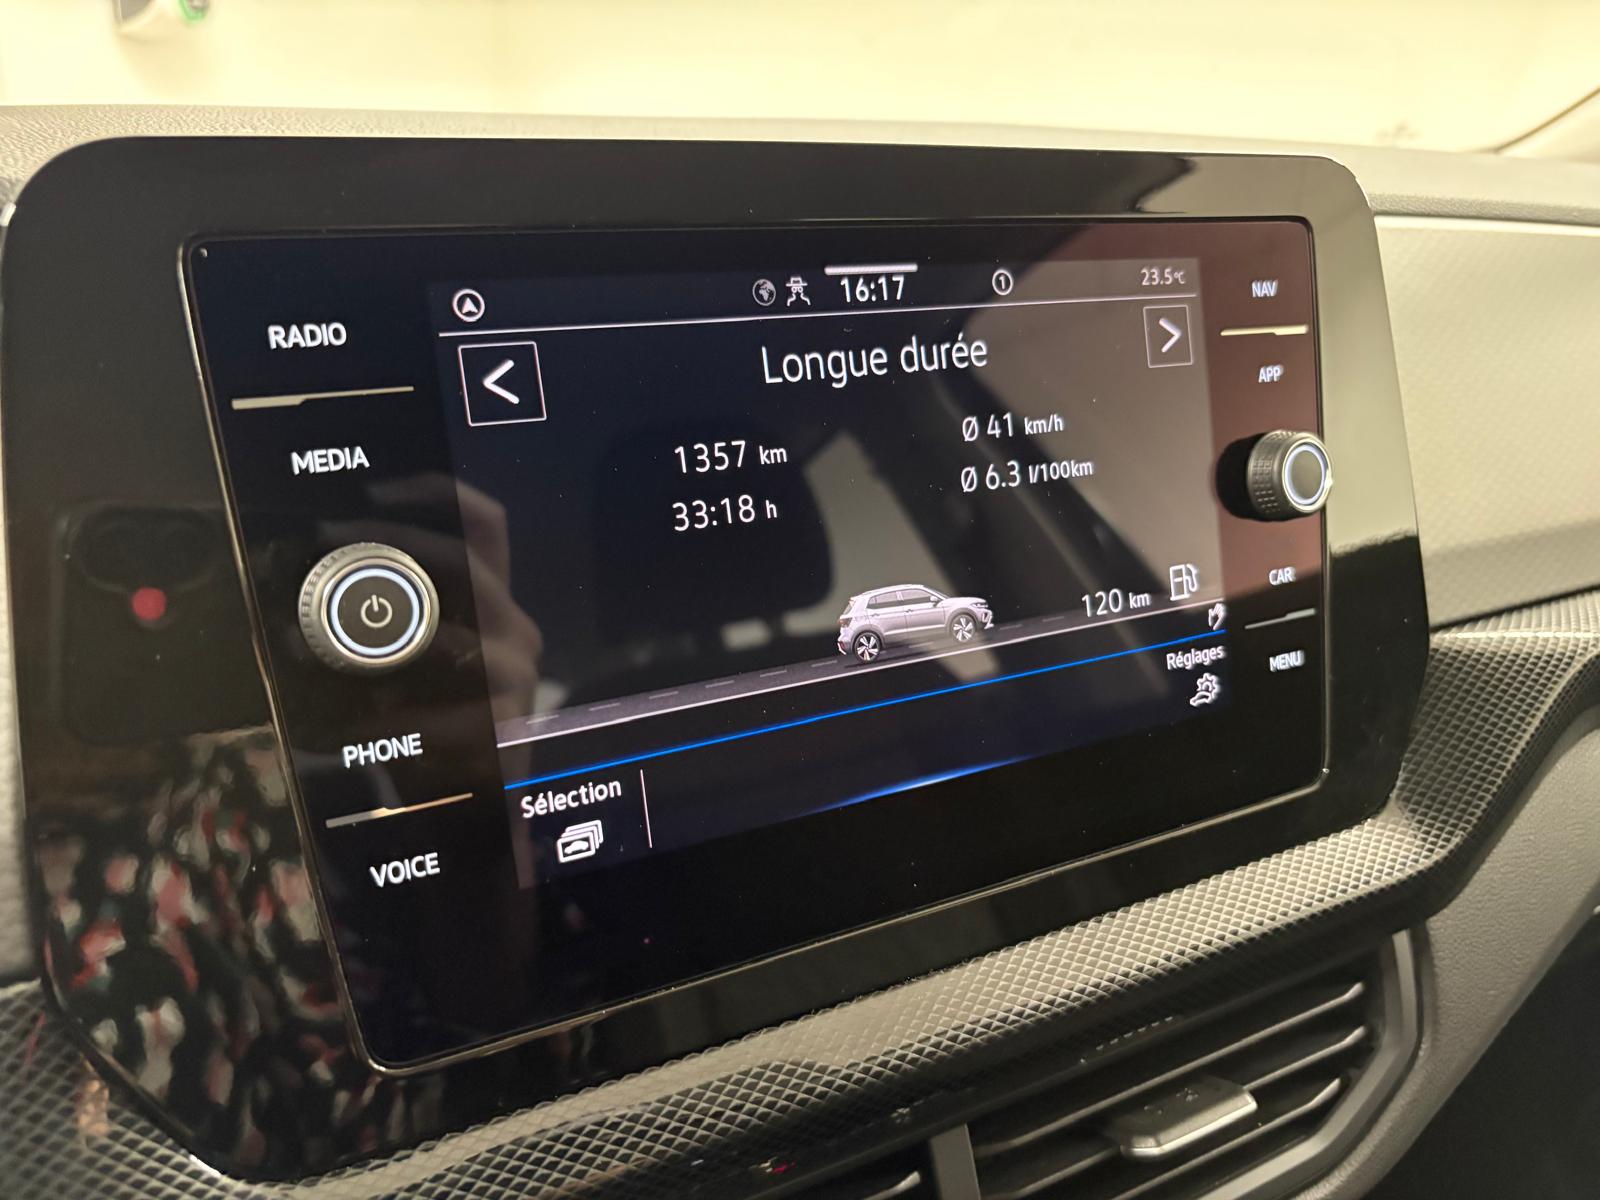 RADIO
MEDIA
PHONE
VOICE
16:17
1
23.5°C
Longue durée
1357 km
33:18 h
Ø 41 km/h
Ø 6.3 l/100km
120 km
Réglages
Sélection
NAV
APP
CAR
MENU